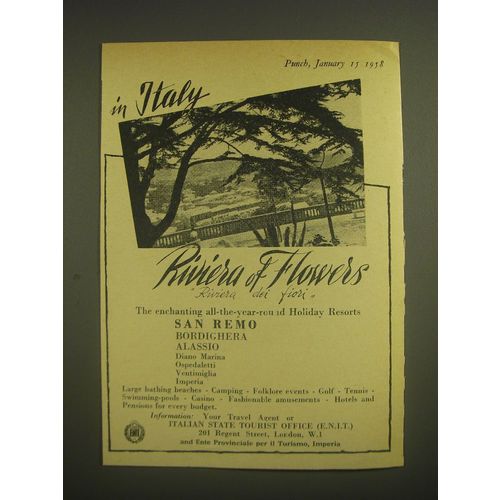 Punch, January 15 1958
in Italy
Riviera of Flowers
"Riviera dei fiori"
The enchanting all-the-year-round Holiday Resorts
SAN REMO
BORDIGHERA
ALASSIO
Diano Marina
Ospedaletti
Ventimiglia
Imperia
Large bathing beaches - Camping - Folklore events - Golf - Tennis -
Swimming-pools - Casino - Fashionable amusements - Hotels and
Pensions for every budget.
Information: Your Travel Agent or
ITALIAN STATE TOURIST OFFICE (E.N.I.T.)
201 Regent Street, London, W.1
and Ente Provinciale per il Turismo, Imperia
ENIT